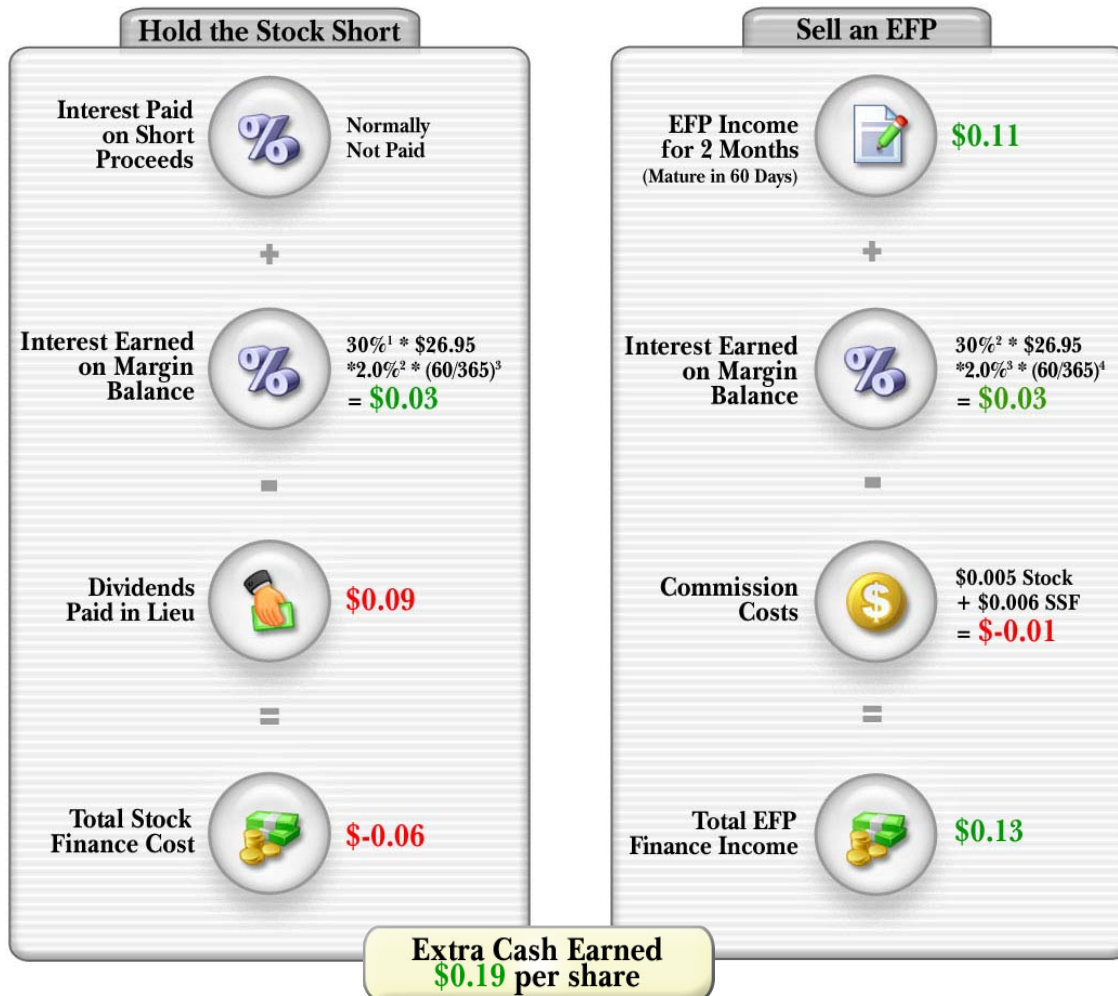 Hold the Stock Short
Interest Paid
on Short
Proceeds
Normally
Not Paid
+
Interest Earned
on Margin
Balance
30%¹ * $26.95
*2.0%² * (60/365)³
= $0.03
-
Dividends
Paid in Lieu
$0.09
=
Total Stock
Finance Cost
$-0.06
Sell an EFP
EFP Income
for 2 Months
(Mature in 60 Days)
$0.11
+
Interest Earned
on Margin
Balance
30%² * $26.95
*2.0%³ * (60/365)⁴
= $0.03
-
Commission
Costs
$0.005 Stock
+ $0.006 SSF
= $-0.01
=
Total EFP
Finance Income
$0.13
Extra Cash Earned
$0.19 per share